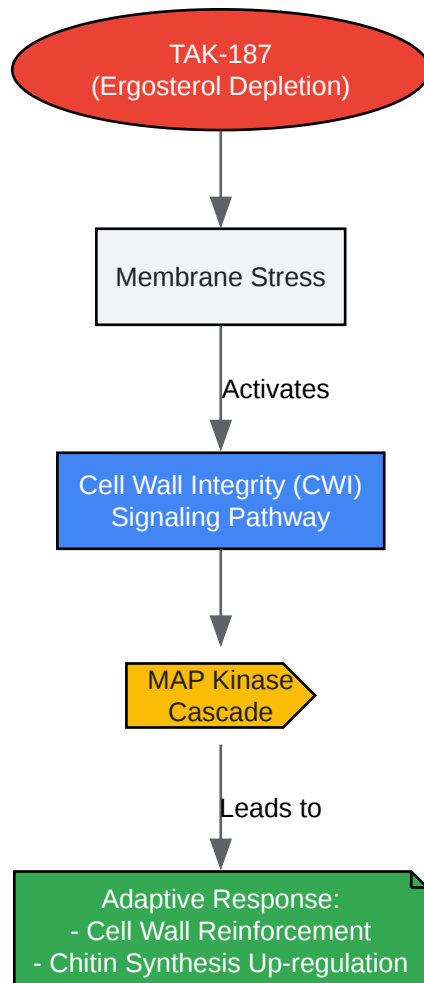 TAK-187
(Ergosterol Depletion)
Membrane Stress
Activates
Cell Wall Integrity (CWI)
Signaling Pathway
MAP Kinase
Cascade
Leads to
Adaptive Response:
- Cell Wall Reinforcement
- Chitin Synthesis Up-regulation